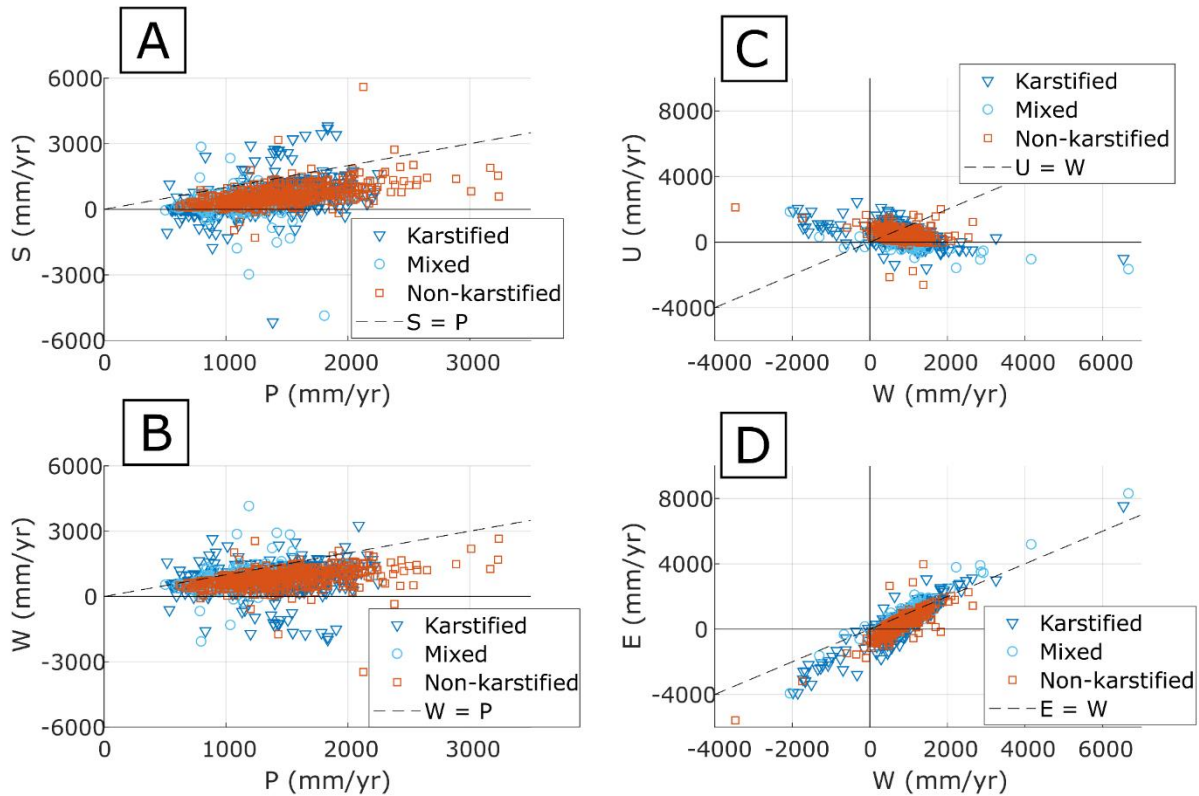 A
S (mm/yr)
6000
3000
0
-3000
-6000
0
1000
2000
3000
P (mm/yr)
Karstified
Mixed
Non-karstified
S = P
B
W (mm/yr)
6000
3000
0
-3000
-6000
0
1000
2000
3000
P (mm/yr)
Karstified
Mixed
Non-karstified
W = P
C
U (mm/yr)
8000
4000
0
-4000
-4000
-2000
0
2000
4000
6000
W (mm/yr)
Karstified
Mixed
Non-karstified
U = W
D
E (mm/yr)
8000
4000
0
-4000
-4000
-2000
0
2000
4000
6000
W (mm/yr)
Karstified
Mixed
Non-karstified
E = W